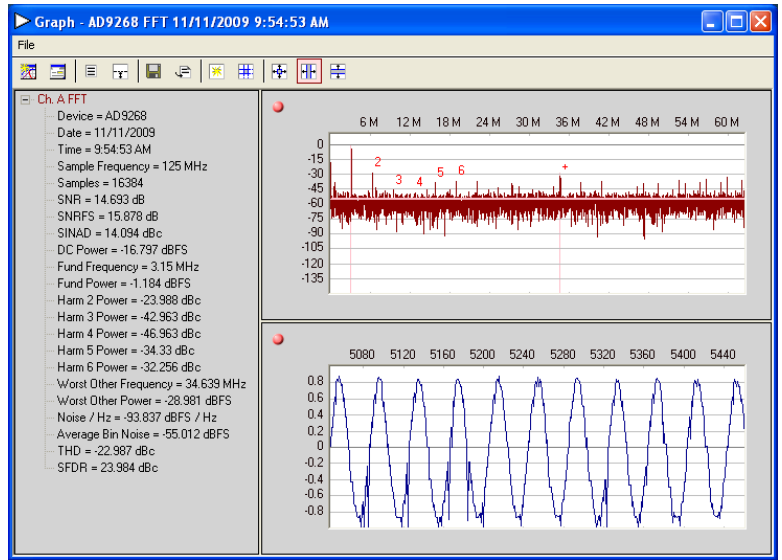 Graph - AD9268 FFT 11/11/2009 9:54:53 AM
File
Ch. A FFT
Device = AD9268
Date = 11/11/2009
Time = 9:54:53 AM
Sample Frequency = 125 MHz
Samples = 16384
SNR = 14.693 dB
SNRFS = 15.878 dB
SINAD = 14.094 dBc
DC Power = -16.797 dBFS
Fund Frequency = 3.15 MHz
Fund Power = -1.184 dBFS
Harm 2 Power = -23.988 dBc
Harm 3 Power = -42.963 dBc
Harm 4 Power = -46.963 dBc
Harm 5 Power = -34.33 dBc
Harm 6 Power = -32.256 dBc
Worst Other Frequency = 34.639 MHz
Worst Other Power = -28.981 dBFS
Noise / Hz = -93.837 dBFS / Hz
Average Bin Noise = -55.012 dBFS
THD = -22.987 dBc
SFDR = 23.984 dBc
6 M 12 M 18 M 24 M 30 M 36 M 42 M 48 M 54 M 60 M
0
-15
-30
-45
-60
-75
-90
-105
-120
-135
2 3 4 5 6 +
5080 5120 5160 5200 5240 5280 5320 5360 5400 5440
0.8
0.6
0.4
0.2
0
-0.2
-0.4
-0.6
-0.8